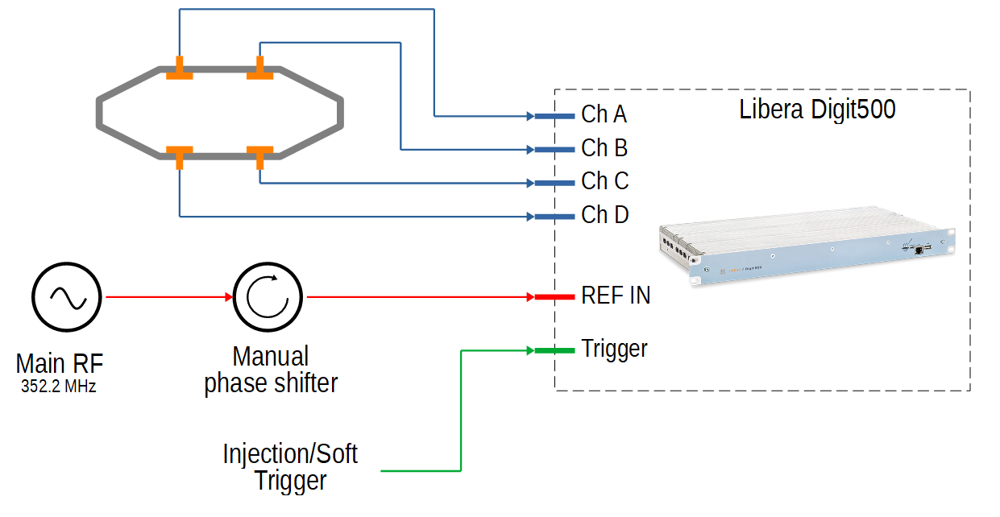 Libera Digit500
Ch A
Ch B
Ch C
Ch D
REF IN
Trigger
Main RF
352.2 MHz
Manual
phase shifter
Injection/Soft
Trigger